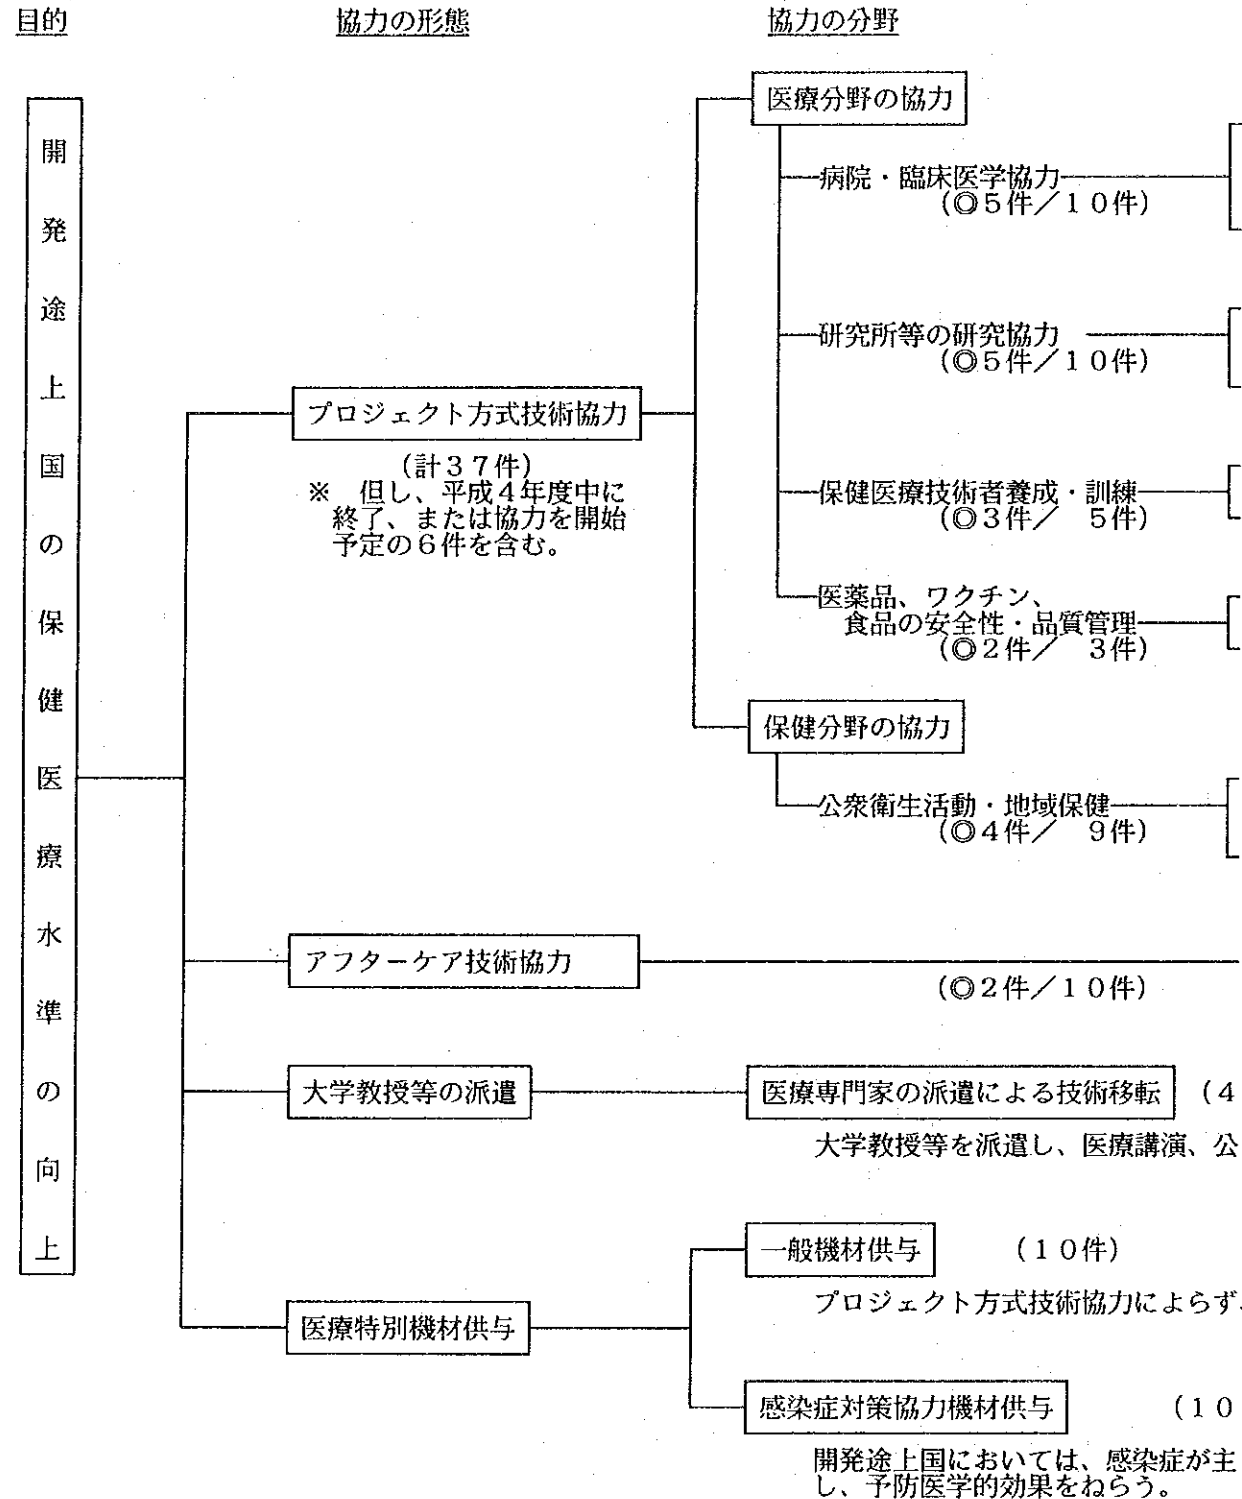 目的　協力の形態　協力の分野
開発途上国の保健医療水準の向上
プロジェクト方式技術協力
(計37件)
※　但し、平成4年度中に
終了、または協力を開始
予定の6件を含む。
医療分野の協力
病院・臨床医学協力
(◎5件／10件)
研究所等の研究協力
(◎5件／10件)
保健医療技術者養成・訓練
(◎3件／　5件)
医薬品、ワクチン、
食品の安全性・品質管理
(◎2件／　3件)
保健分野の協力
公衆衛生活動・地域保健
(◎4件／　9件)
アフターケア技術協力
(◎2件／10件)
大学教授等の派遣
医療専門家の派遣による技術移転　(4
大学教授等を派遣し、医療講演、公
医療特別機材供与
一般機材供与　(10件)
プロジェクト方式技術協力によらず、
感染症対策協力機材供与　(10
開発途上国においては、感染症が主
し、予防医学的効果をねらう。